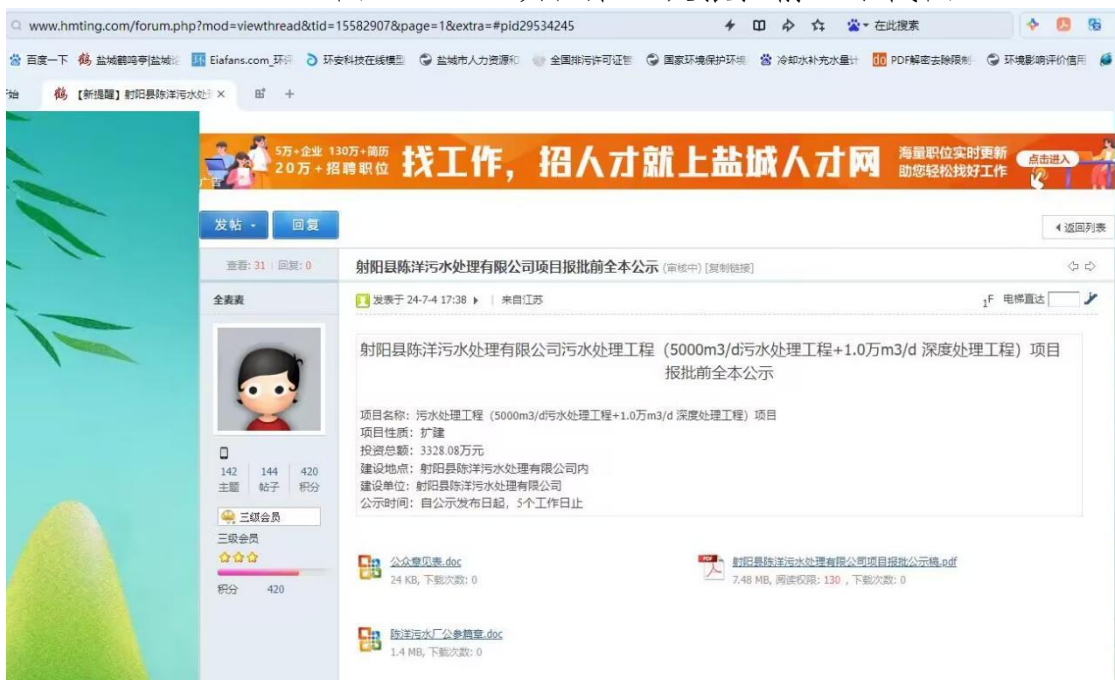 www.hmting.com/forum.php?mod=viewthread&tid=15582907&page=1&extra=#pid29534245
在此搜索
百度一下 盐城鹤鸣亭|盐城论 Eiafans.com_环评 环安科技在线模型 盐城市人力资源和 全国排污许可证管 国家环境保护环境 冷却水补充水量计 PDF解密去除限制 环境影响评价信用
【新提醒】射阳县陈洋污水处理 ×
5万+企业 130万+简历
20万+招聘职位
找工作，招人才就上盐城人才网
海量职位实时更新
助您轻松找好工作
点击进入
广告
发帖 回复
返回列表
查看: 31 | 回复: 0
射阳县陈洋污水处理有限公司项目报批前全本公示 (审核中) [复制链接]
全麦麦
发表于 24-7-4 17:38 | 来自江苏
1F 电梯直达
射阳县陈洋污水处理有限公司污水处理工程（5000m3/d污水处理工程+1.0万m3/d 深度处理工程）项目
报批前全本公示
项目名称：污水处理工程（5000m3/d污水处理工程+1.0万m3/d 深度处理工程）项目
项目性质：扩建
投资总额：3328.08万元
建设地点：射阳县陈洋污水处理有限公司内
建设单位：射阳县陈洋污水处理有限公司
公示时间：自公示发布日起，5个工作日止
142 144 420
主题 帖子 积分
三级会员
三级会员
积分 420
公众意见表.doc
24 KB, 下载次数: 0
射阳县陈洋污水处理有限公司项目报批公示稿.pdf
7.48 MB, 阅读权限: 130 , 下载次数: 0
陈洋污水厂公参篇章.doc
1.4 MB, 下载次数: 0